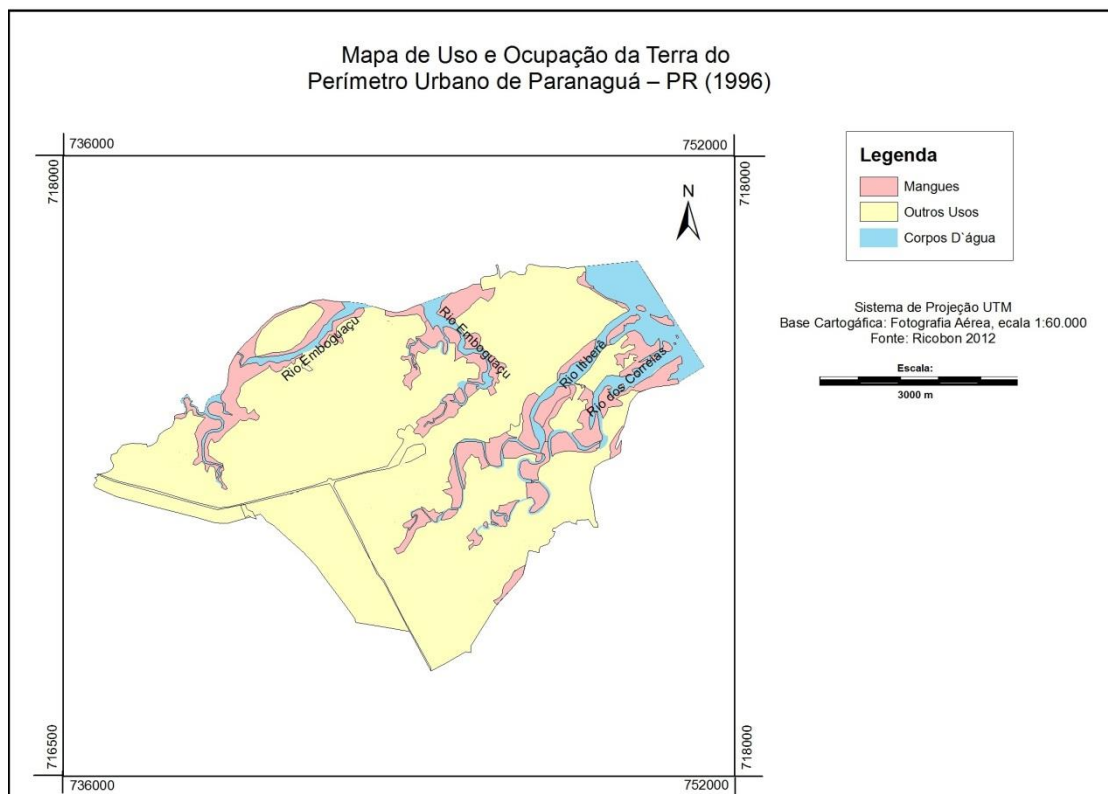 Mapa de Uso e Ocupação da Terra do
Perímetro Urbano de Paranaguá – PR (1996)
736000
752000
718000
718000
N
Legenda
Mangues
Outros Usos
Corpos D`água
Sistema de Projeção UTM
Base Cartogáfica: Fotografia Aérea, ecala 1:60.000
Fonte: Ricobon 2012
Escala:
3000 m
Rio Emboguaçu
Rio Emboguaçu
Rio Itiberê
Rio dos Correias
716500
718000
736000
752000